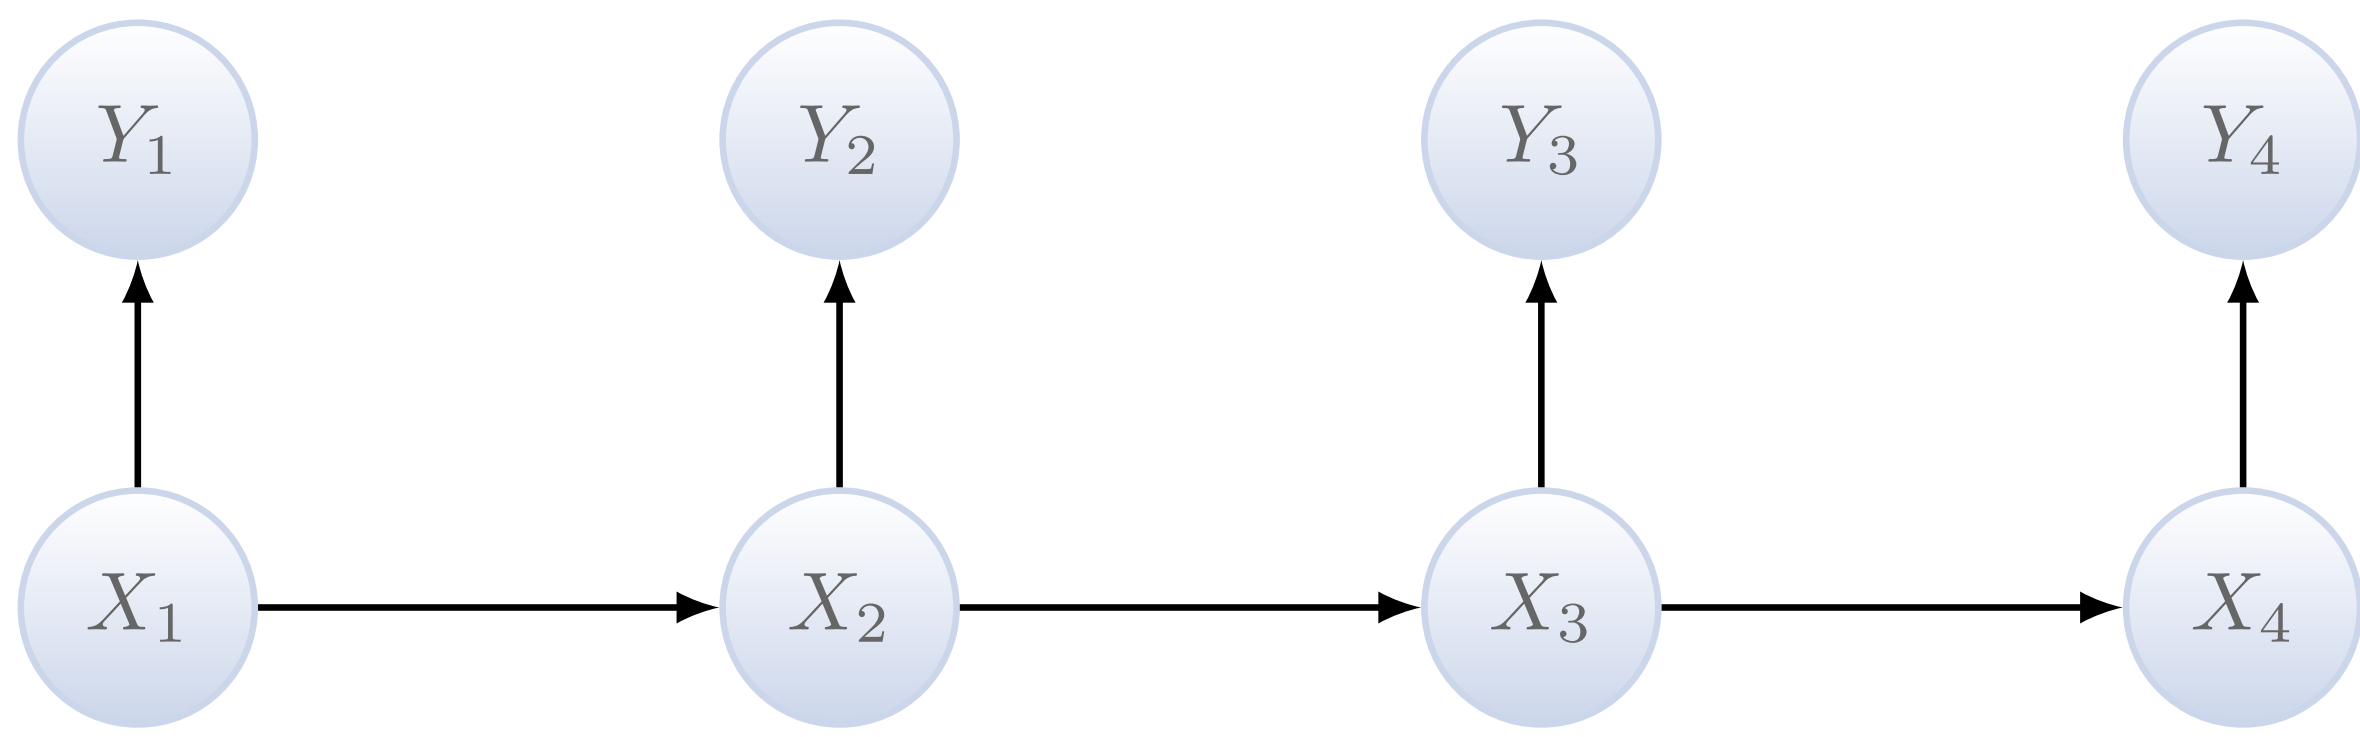 Y₁ Y₂ Y₃ Y₄
X₁ X₂ X₃ X₄